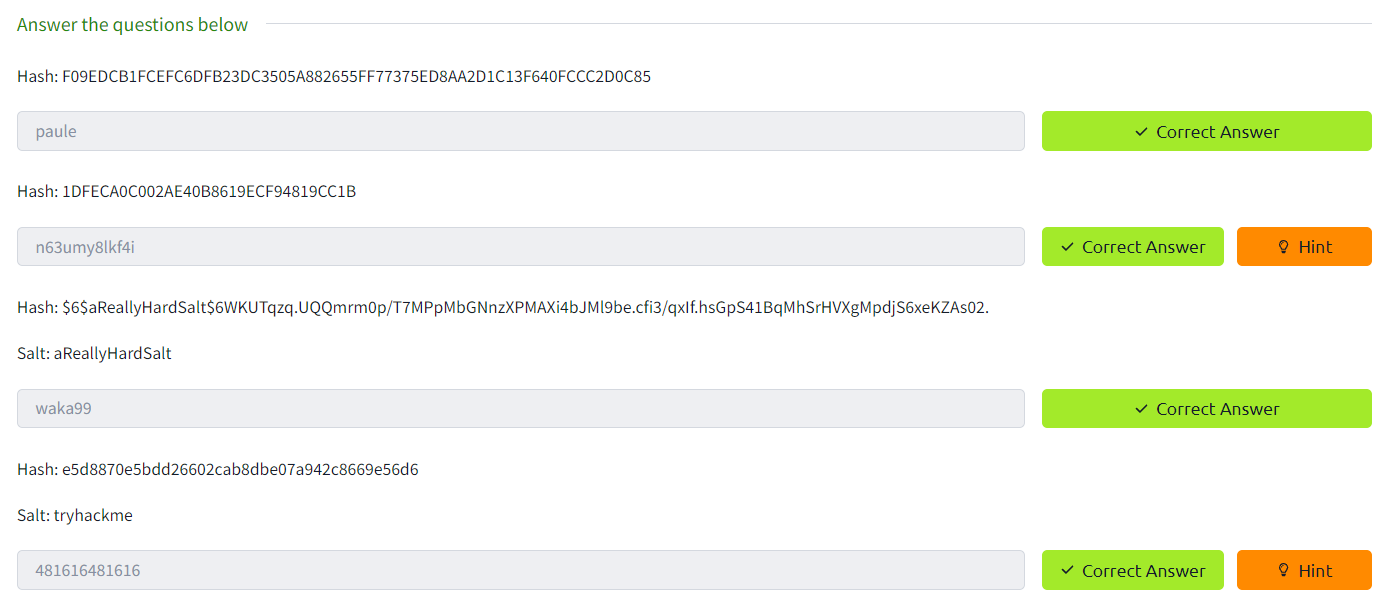 Answer the questions below
Hash: F09EDCB1FCEFC6DFB23DC3505A882655FF77375ED8AA2D1C13F640FCCC2D0C85
paule
Correct Answer
Hash: 1DFECA0C002AE40B8619ECF94819CC1B
n63umy8lkf4i
Correct Answer
Hint
Hash: $6$aReallyHardSalt$6WKUTqzq.UQQmrm0p/T7MPpMbGNnzXPMAXi4bJMl9be.cfi3/qxIf.hsGpS41BqMhSrHVXgMpdjS6xeKZAs02.
Salt: aReallyHardSalt
waka99
Correct Answer
Hash: e5d8870e5bdd26602cab8dbe07a942c8669e56d6
Salt: tryhackme
481616481616
Correct Answer
Hint